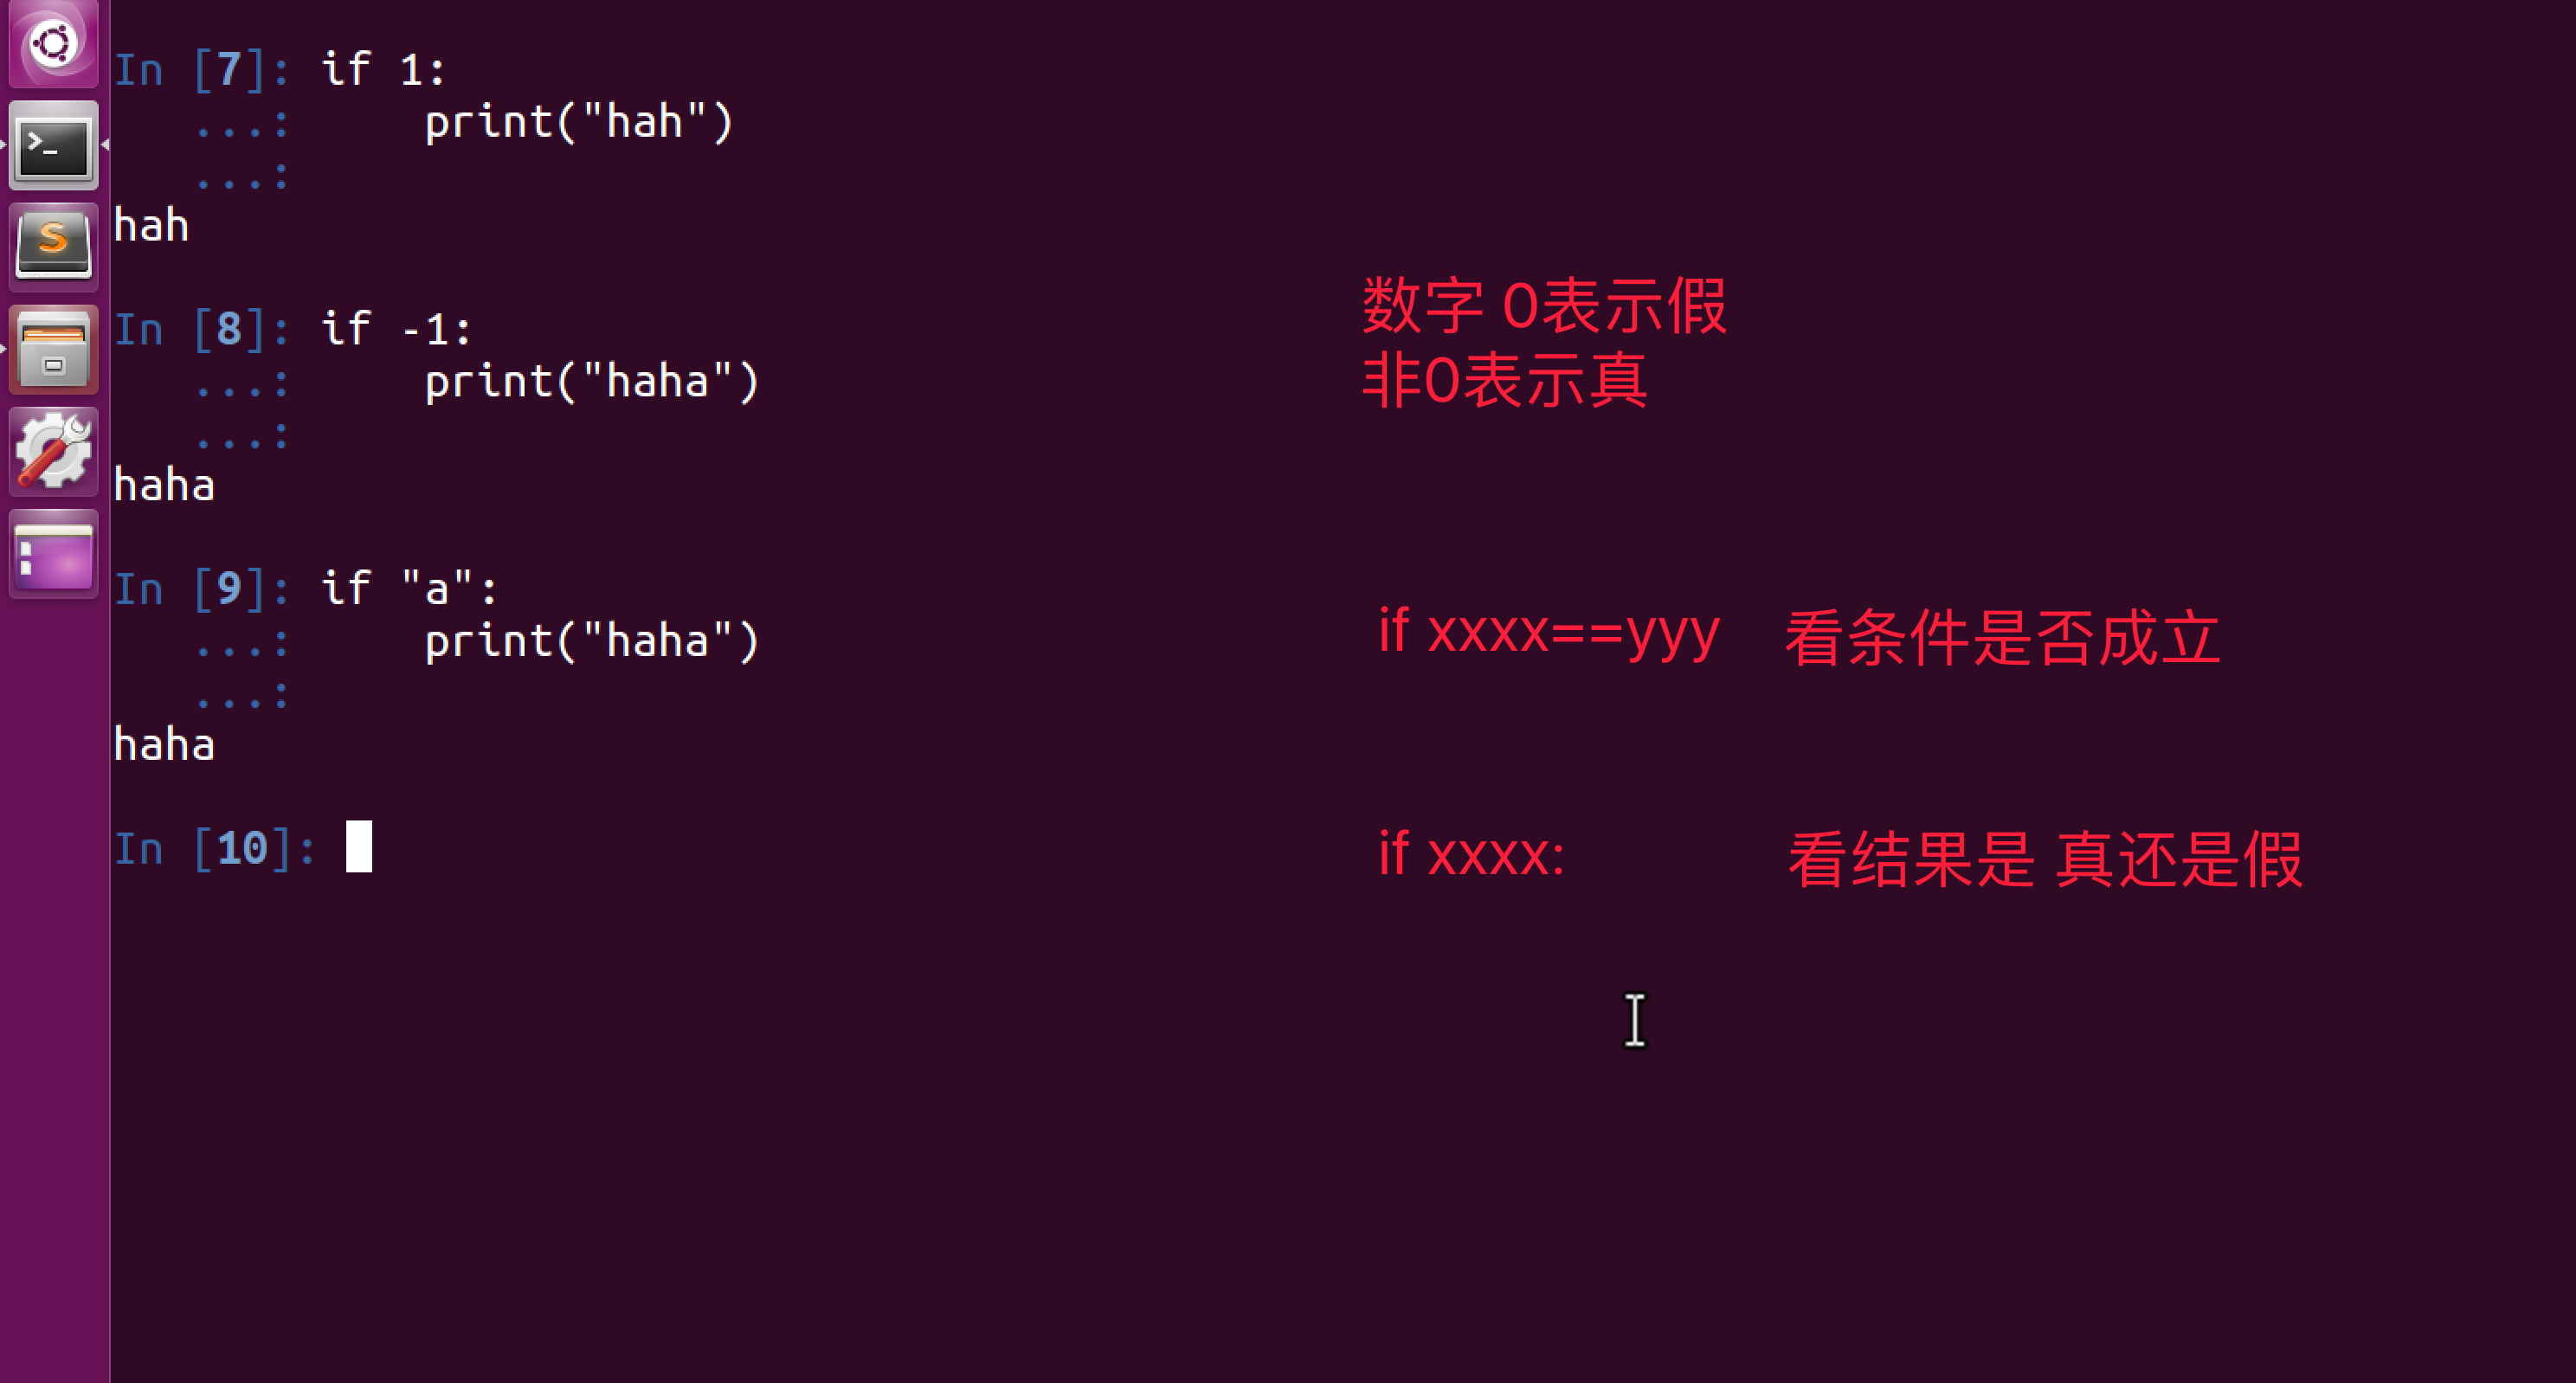 In [7]: if 1:
   ...:     print("hah")
   ...:
hah
In [8]: if -1:
   ...:     print("haha")
   ...:
haha
In [9]: if "a":
   ...:     print("haha")
   ...:
haha
In [10]:
数字 0表示假
非0表示真
if xxxx==yyy 看条件是否成立
if xxxx: 看结果是 真还是假